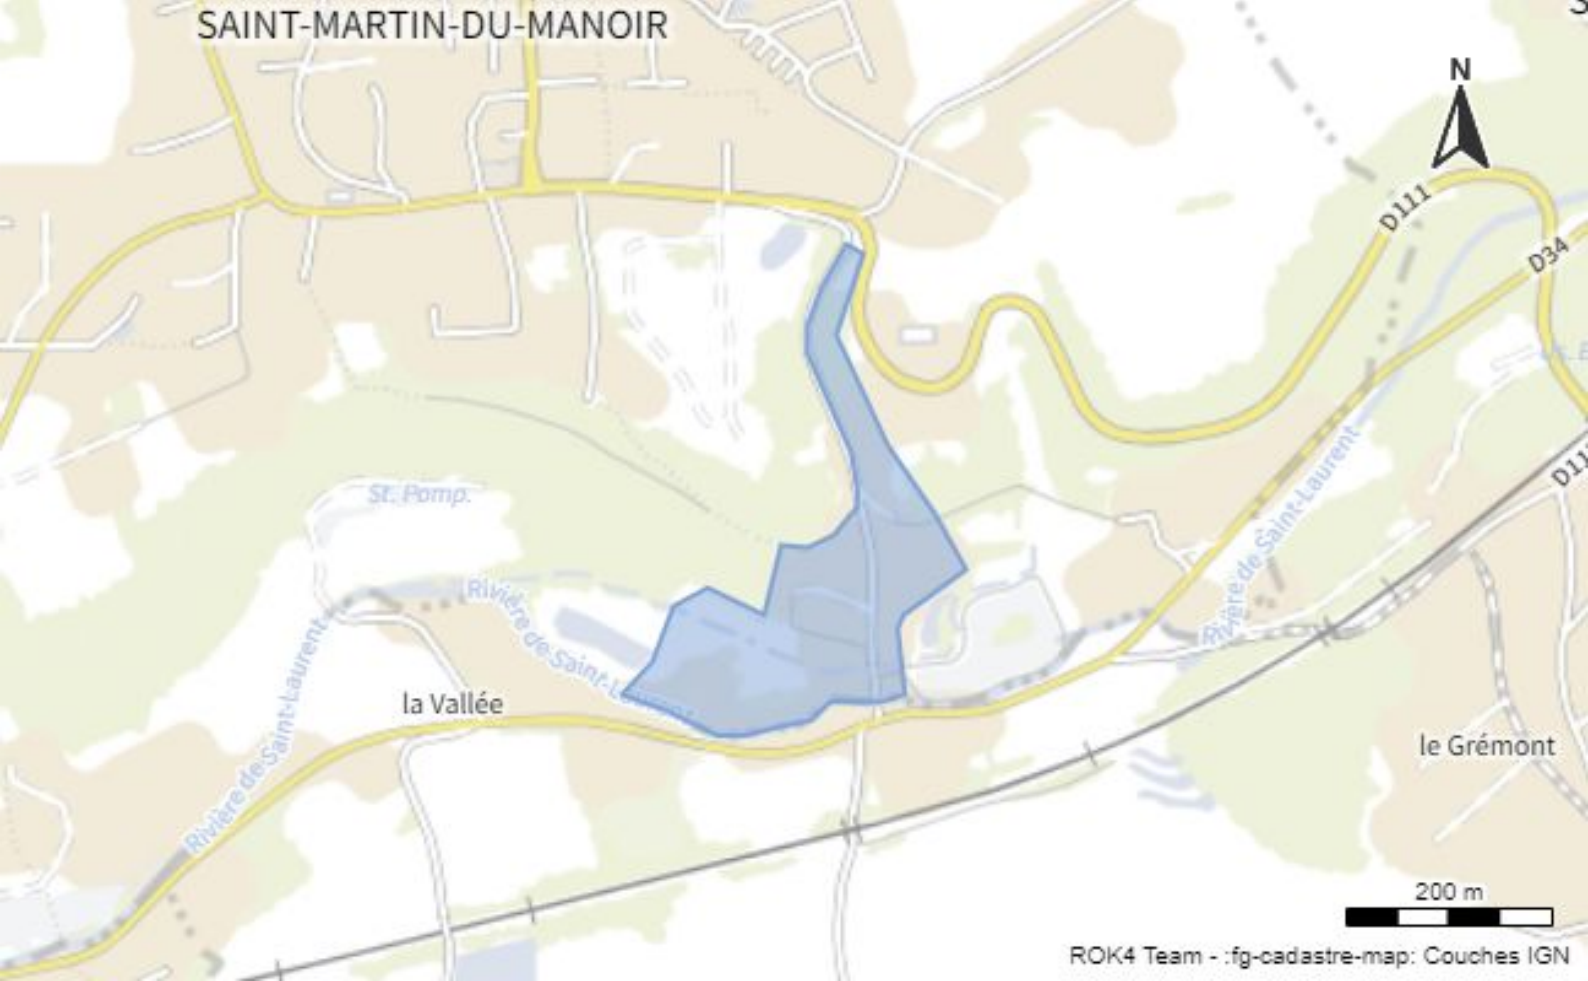 SAINT-MARTIN-DU-MANOIR
N
D111
D34
St. Pomp.
Rivière de Saint-Laurent
Rivière de Saint-Laurent
Rivière de Saint-Laurent
la Vallée
le Grémont
200 m
ROK4 Team - :fg-cadastre-map: Couches IGN